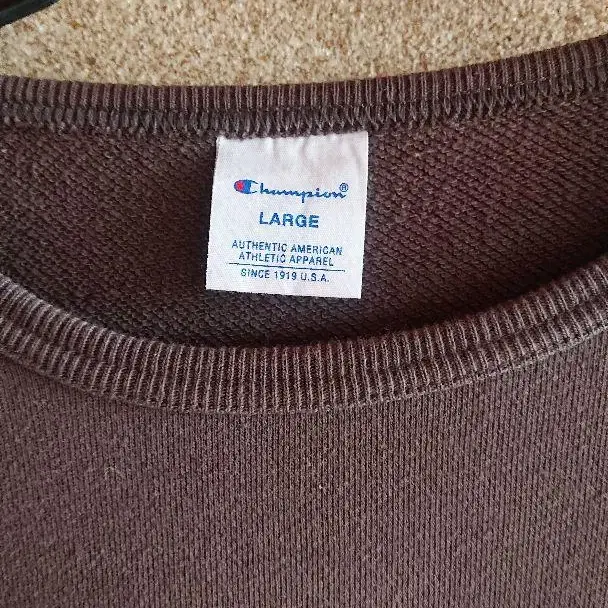 Champion®
LARGE
AUTHENTIC AMERICAN
ATHLETIC APPAREL
SINCE 1919 U.S.A.